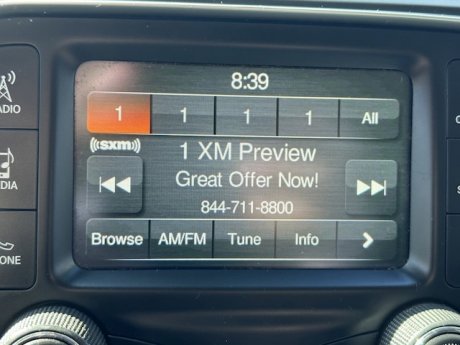 8:39
1 1 1 1 All
((sxm))
1 XM Preview
Great Offer Now!
844-711-8800
Browse AM/FM Tune Info >
ADIO
DIA
ONE